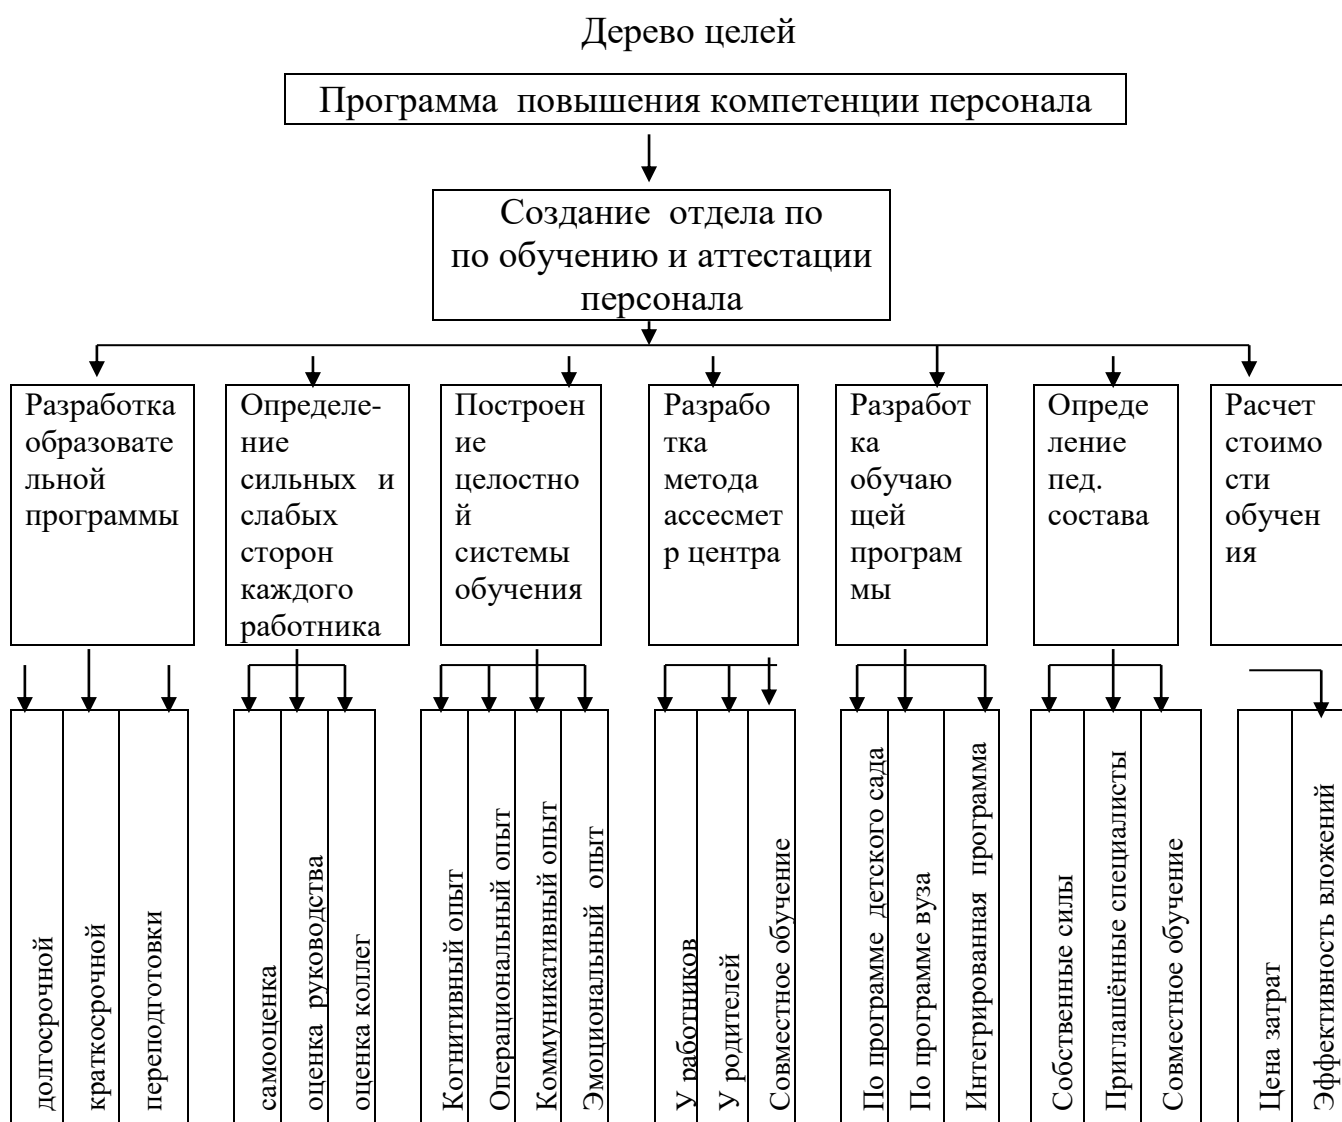 Дерево целей
Программа повышения компетенции персонала
Создание отдела по
по обучению и аттестации
персонала
Разработка
образовате
льной
программы
Определе-
ние
сильных и
слабых
сторон
каждого
работника
Построен
ие
целостно
й
системы
обучения
Разрабо
тка
метода
ассесмет
р центра
Разработ
ка
обучаю
щей
програм
мы
Опреде
ление
пед.
состава
Расчет
стоимо
сти
обучен
ия
долгосрочной
краткосрочной
переподготовки
самооценка
оценка руководства
оценка коллег
Когнитивный опыт
Операциональный опыт
Коммуникативный опыт
Эмоциональный опыт
У работников
У родителей
Совместное обучение
По программе детского сада
По программе вуза
Интегрированная программа
Собственные силы
Приглашённые специалисты
Совместное обучение
Цена затрат
Эффективность вложений